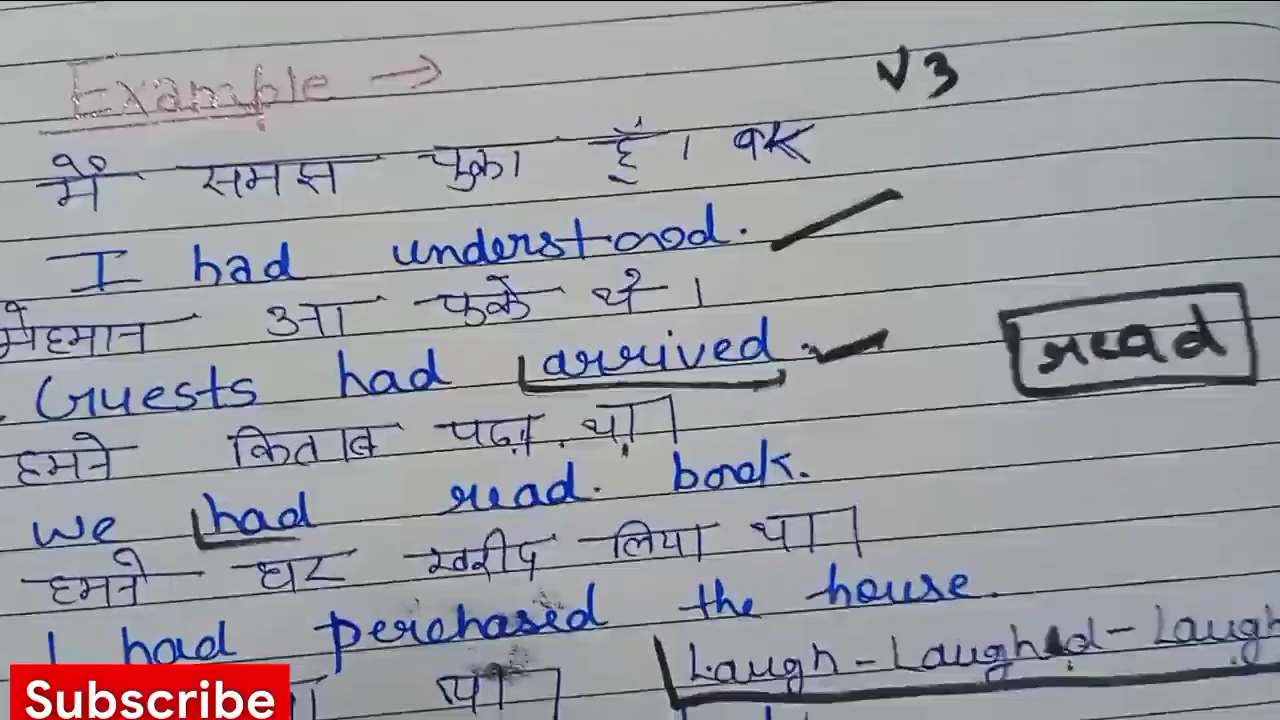 Example → V3
मैं समझ चुका हूँ।
I had understood.
मेहमान आ चुके थे।
Guests had arrived. read
हमने किताब पढ़ा था।
we had read. book.
हमने घर खरीद लिया था।
I had perchased the house.
Laugh - Laughed - Laugh
था।
Subscribe